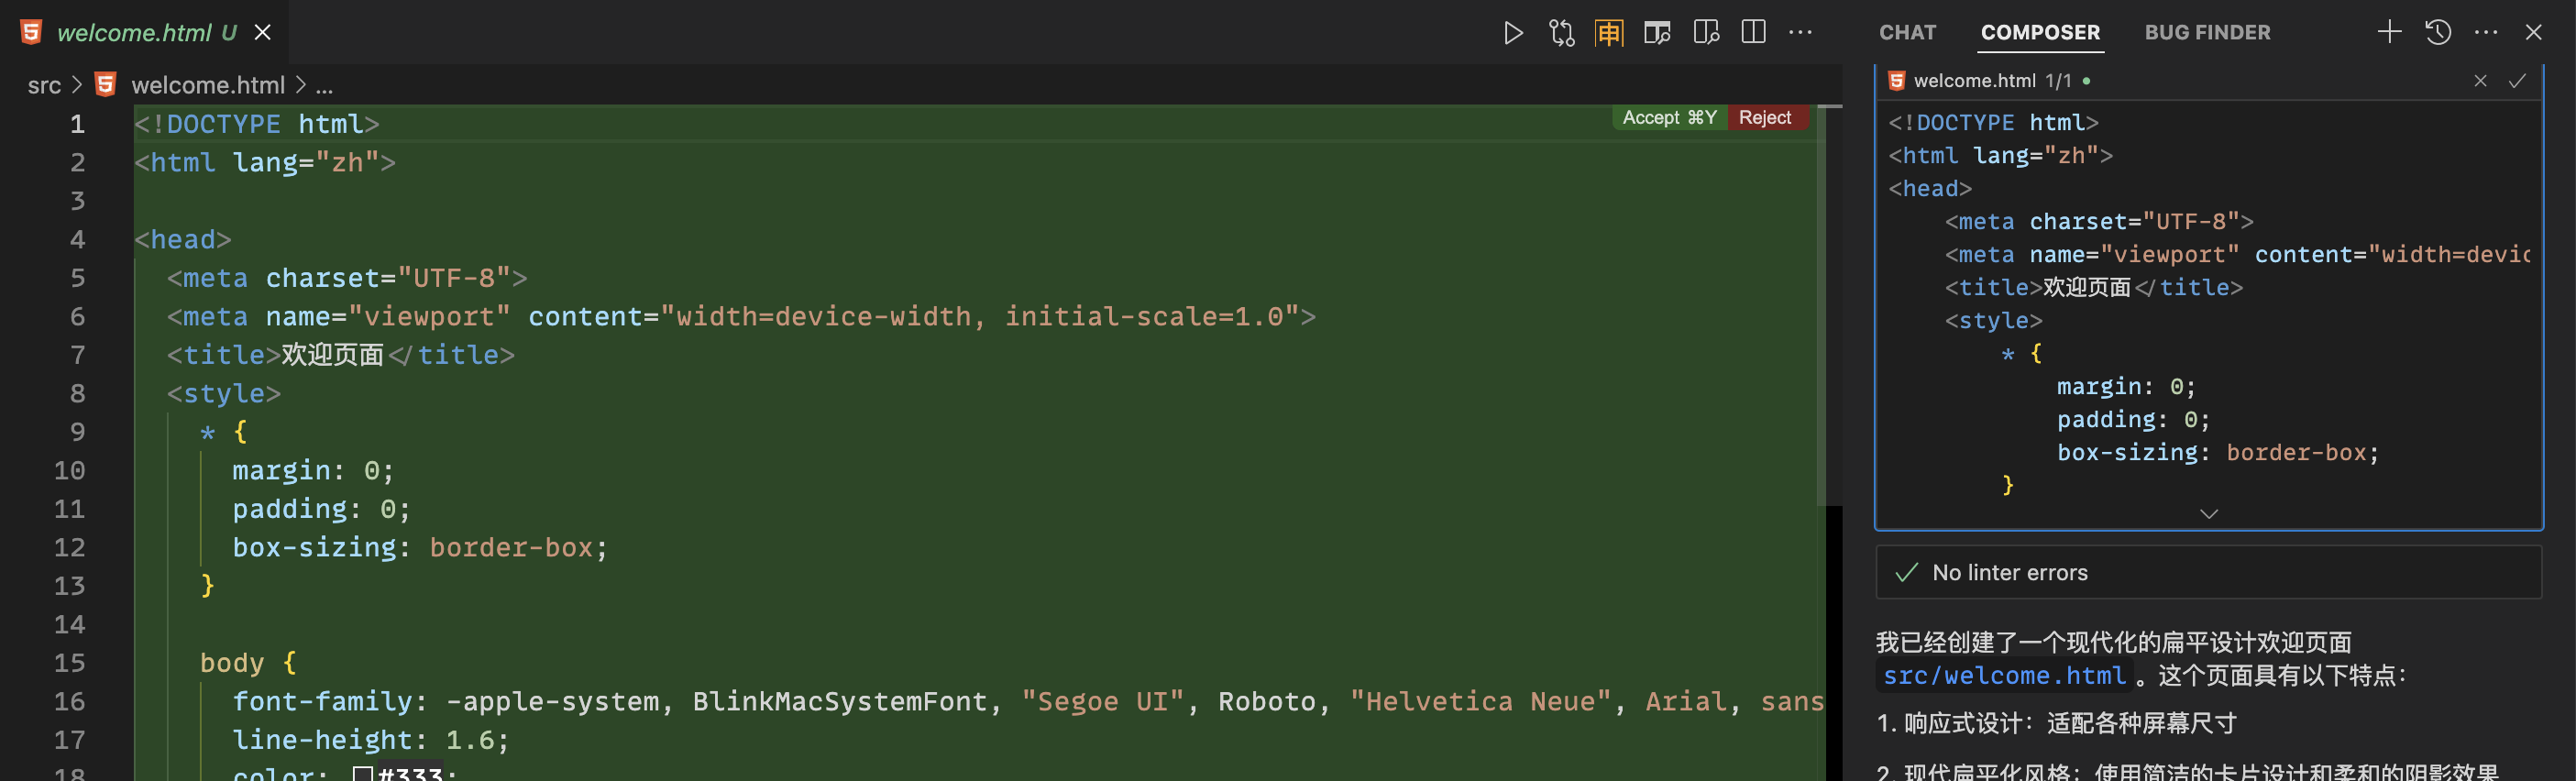 welcome.html U
src > welcome.html > ...
Accept ⌘Y Reject
1 <!DOCTYPE html>
2 <html lang="zh">
3
4 <head>
5 <meta charset="UTF-8">
6 <meta name="viewport" content="width=device-width, initial-scale=1.0">
7 <title>欢迎页面</title>
8 <style>
9 * {
10 margin: 0;
11 padding: 0;
12 box-sizing: border-box;
13 }
14
15 body {
16 font-family: -apple-system, BlinkMacSystemFont, "Segoe UI", Roboto, "Helvetica Neue", Arial, sans
17 line-height: 1.6;
18 color: #333;
CHAT COMPOSER BUG FINDER
welcome.html 1/1
<!DOCTYPE html>
<html lang="zh">
<head>
<meta charset="UTF-8">
<meta name="viewport" content="width=devic
<title>欢迎页面</title>
<style>
* {
margin: 0;
padding: 0;
box-sizing: border-box;
}
No linter errors
我已经创建了一个现代化的扁平设计欢迎页面
src/welcome.html。这个页面具有以下特点：
1. 响应式设计：适配各种屏幕尺寸
2. 现代扁平化风格：使用简洁的卡片设计和柔和的阴影效果